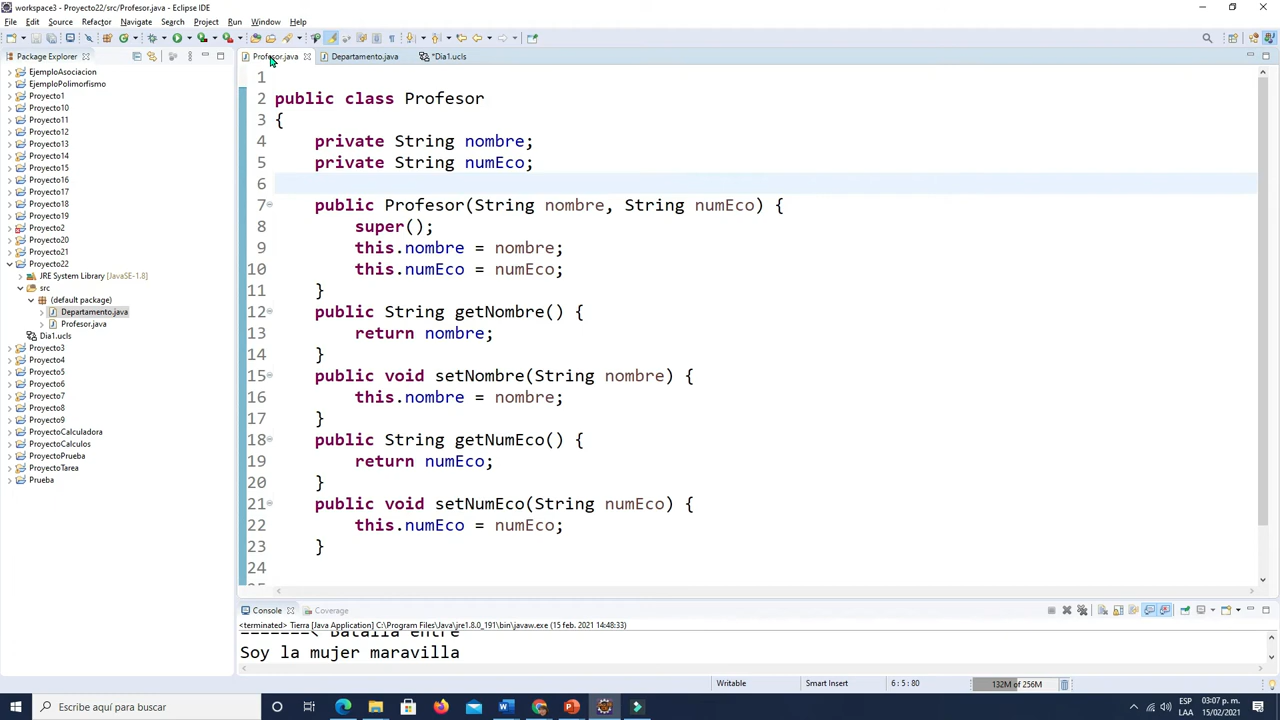 workspace3 - Proyecto22/src/Profesor.java - Eclipse IDE
File Edit Source Refactor Navigate Search Project Run Window Help
Package Explorer
Profesor.java Departamento.java *Dia1.ucls
EjemploAsociacion
EjemploPolimorfismo
Proyecto1
Proyecto10
Proyecto11
Proyecto12
Proyecto13
Proyecto14
Proyecto15
Proyecto16
Proyecto17
Proyecto18
Proyecto19
Proyecto2
Proyecto20
Proyecto21
Proyecto22
JRE System Library [JavaSE-1.8]
src
(default package)
Departamento.java
Profesor.java
Dia1.ucls
Proyecto3
Proyecto4
Proyecto5
Proyecto6
Proyecto7
Proyecto8
Proyecto9
ProyectoCalculadora
ProyectoCalculos
ProyectoPrueba
ProyectoTarea
Prueba
1
2 public class Profesor
3 {
4 private String nombre;
5 private String numEco;
6
7 public Profesor(String nombre, String numEco) {
8 super();
9 this.nombre = nombre;
10 this.numEco = numEco;
11 }
12 public String getNombre() {
13 return nombre;
14 }
15 public void setNombre(String nombre) {
16 this.nombre = nombre;
17 }
18 public String getNumEco() {
19 return numEco;
20 }
21 public void setNumEco(String numEco) {
22 this.numEco = numEco;
23 }
24
Console Coverage
<terminated> Tierra [Java Application] C:\Program Files\Java\jre1.8.0_191\bin\javaw.exe (15 feb. 2021 14:48:33)
=======< Batalla entre
Soy la mujer maravilla
Writable Smart Insert 6 : 5 : 80 132M of 256M
Escribe aquí para buscar
ESP 03:07 p. m.
LAA 15/02/2021